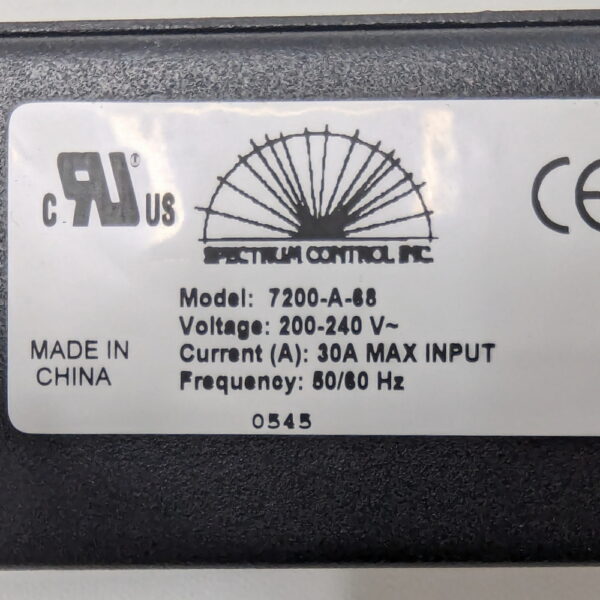 c RU® US
SPECTRUM CONTROL INC.
CE
Model: 7200-A-68
Voltage: 200-240 V~
Current (A): 30A MAX INPUT
Frequency: 50/60 Hz
MADE IN
CHINA
0545